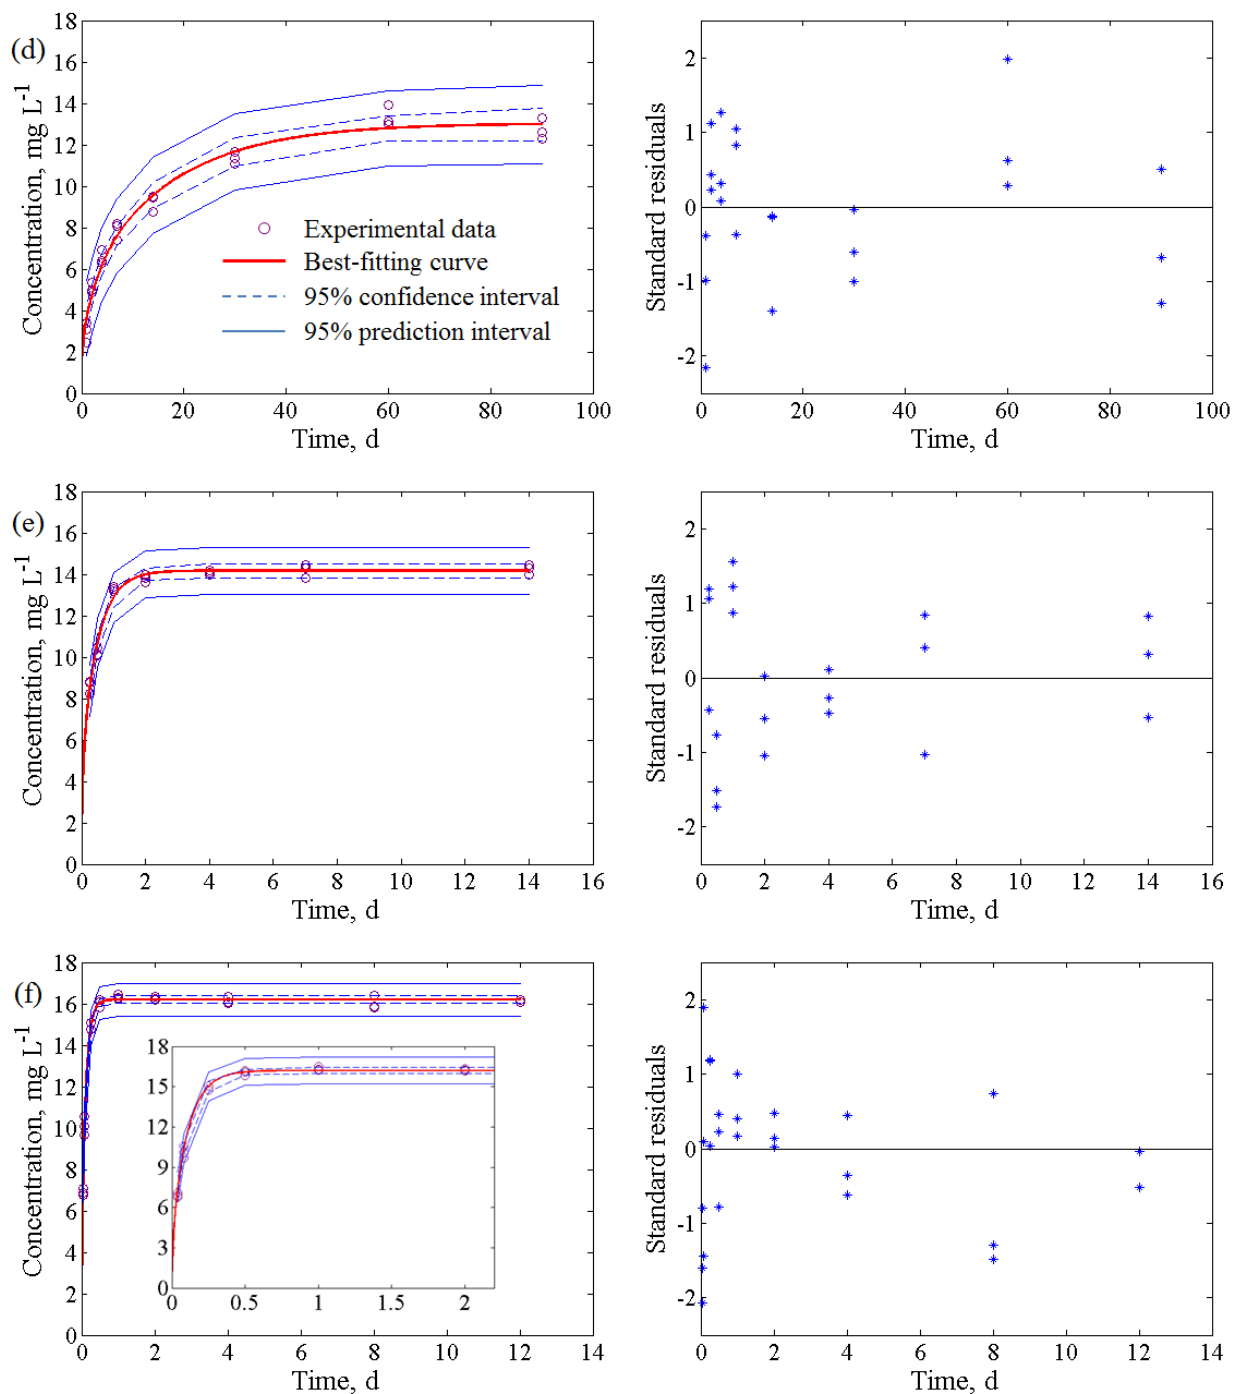 (d)
Concentration, mg L-1
18
16
14
12
10
8
6
4
2
0
Experimental data
Best-fitting curve
95% confidence interval
95% prediction interval
0 20 40 60 80 100
Time, d
Standard residuals
2
1
0
-1
-2
0 20 40 60 80 100
Time, d
(e)
Concentration, mg L-1
18
16
14
12
10
8
6
4
2
0
0 2 4 6 8 10 12 14 16
Time, d
Standard residuals
2
1
0
-1
-2
0 2 4 6 8 10 12 14 16
Time, d
(f)
Concentration, mg L-1
18
16
14
12
10
8
6
4
2
0
18
15
12
9
6
3
0
0 0.5 1 1.5 2
0 2 4 6 8 10 12 14
Time, d
Standard residuals
2
1
0
-1
-2
0 2 4 6 8 10 12 14
Time, d